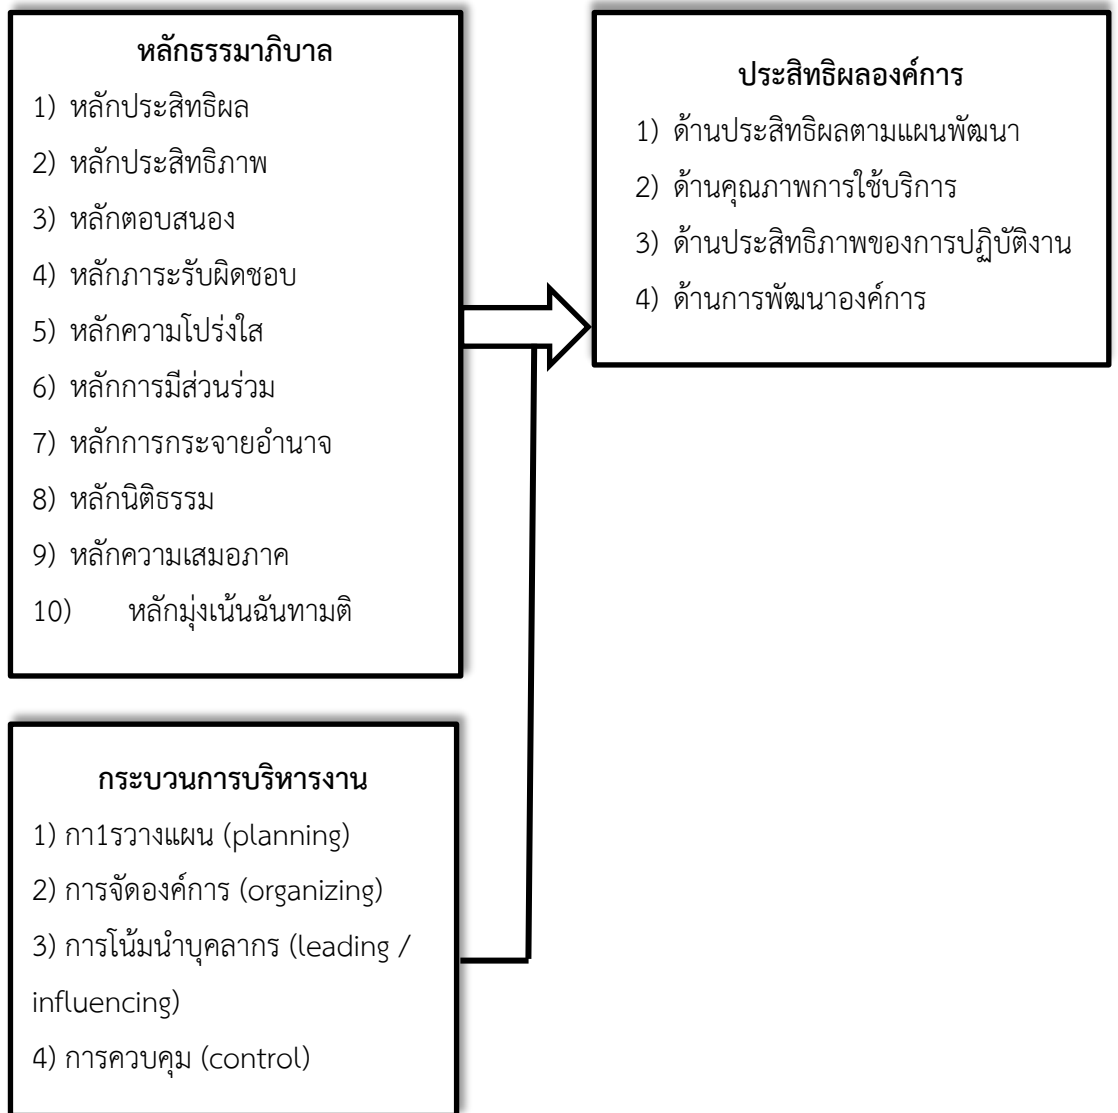 หลักธรรมาภิบาล
1) หลักประสิทธิผล
2) หลักประสิทธิภาพ
3) หลักตอบสนอง
4) หลักภาระรับผิดชอบ
5) หลักความโปร่งใส
6) หลักการมีส่วนร่วม
7) หลักการกระจายอำนาจ
8) หลักนิติธรรม
9) หลักความเสมอภาค
10) หลักมุ่งเน้นฉันทามติ
ประสิทธิผลองค์การ
1) ด้านประสิทธิผลตามแผนพัฒนา
2) ด้านคุณภาพการใช้บริการ
3) ด้านประสิทธิภาพของการปฏิบัติงาน
4) ด้านการพัฒนาองค์การ
กระบวนการบริหารงาน
1) กา1รวางแผน (planning)
2) การจัดองค์การ (organizing)
3) การโน้มนำบุคลากร (leading /
influencing)
4) การควบคุม (control)